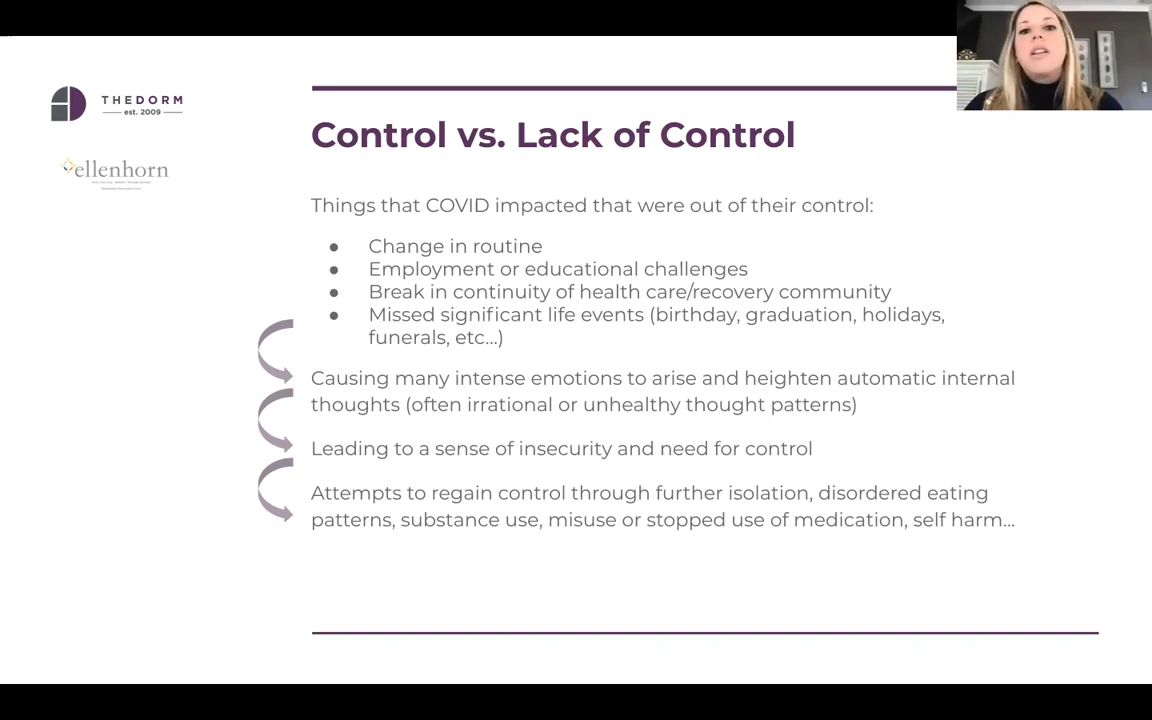 THEDORM
est. 2009
ellenhorn
Control vs. Lack of Control
Things that COVID impacted that were out of their control:
● Change in routine
● Employment or educational challenges
● Break in continuity of health care/recovery community
● Missed significant life events (birthday, graduation, holidays,
funerals, etc...)
Causing many intense emotions to arise and heighten automatic internal
thoughts (often irrational or unhealthy thought patterns)
Leading to a sense of insecurity and need for control
Attempts to regain control through further isolation, disordered eating
patterns, substance use, misuse or stopped use of medication, self harm...